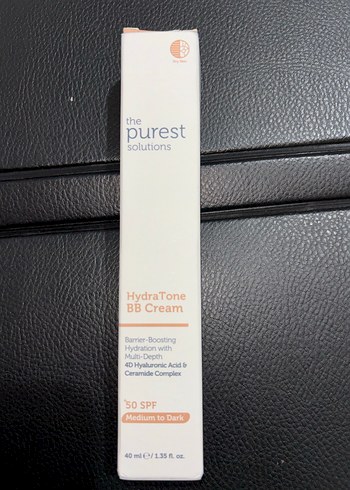 the
purest
solutions
HydraTone
BB Cream
Barrier-Boosting
Hydration with
Multi-Depth
4D Hyaluronic Acid &
Ceramide Complex
50 SPF
Medium to Dark
40 ml ℮/ 1.35 fl. oz.